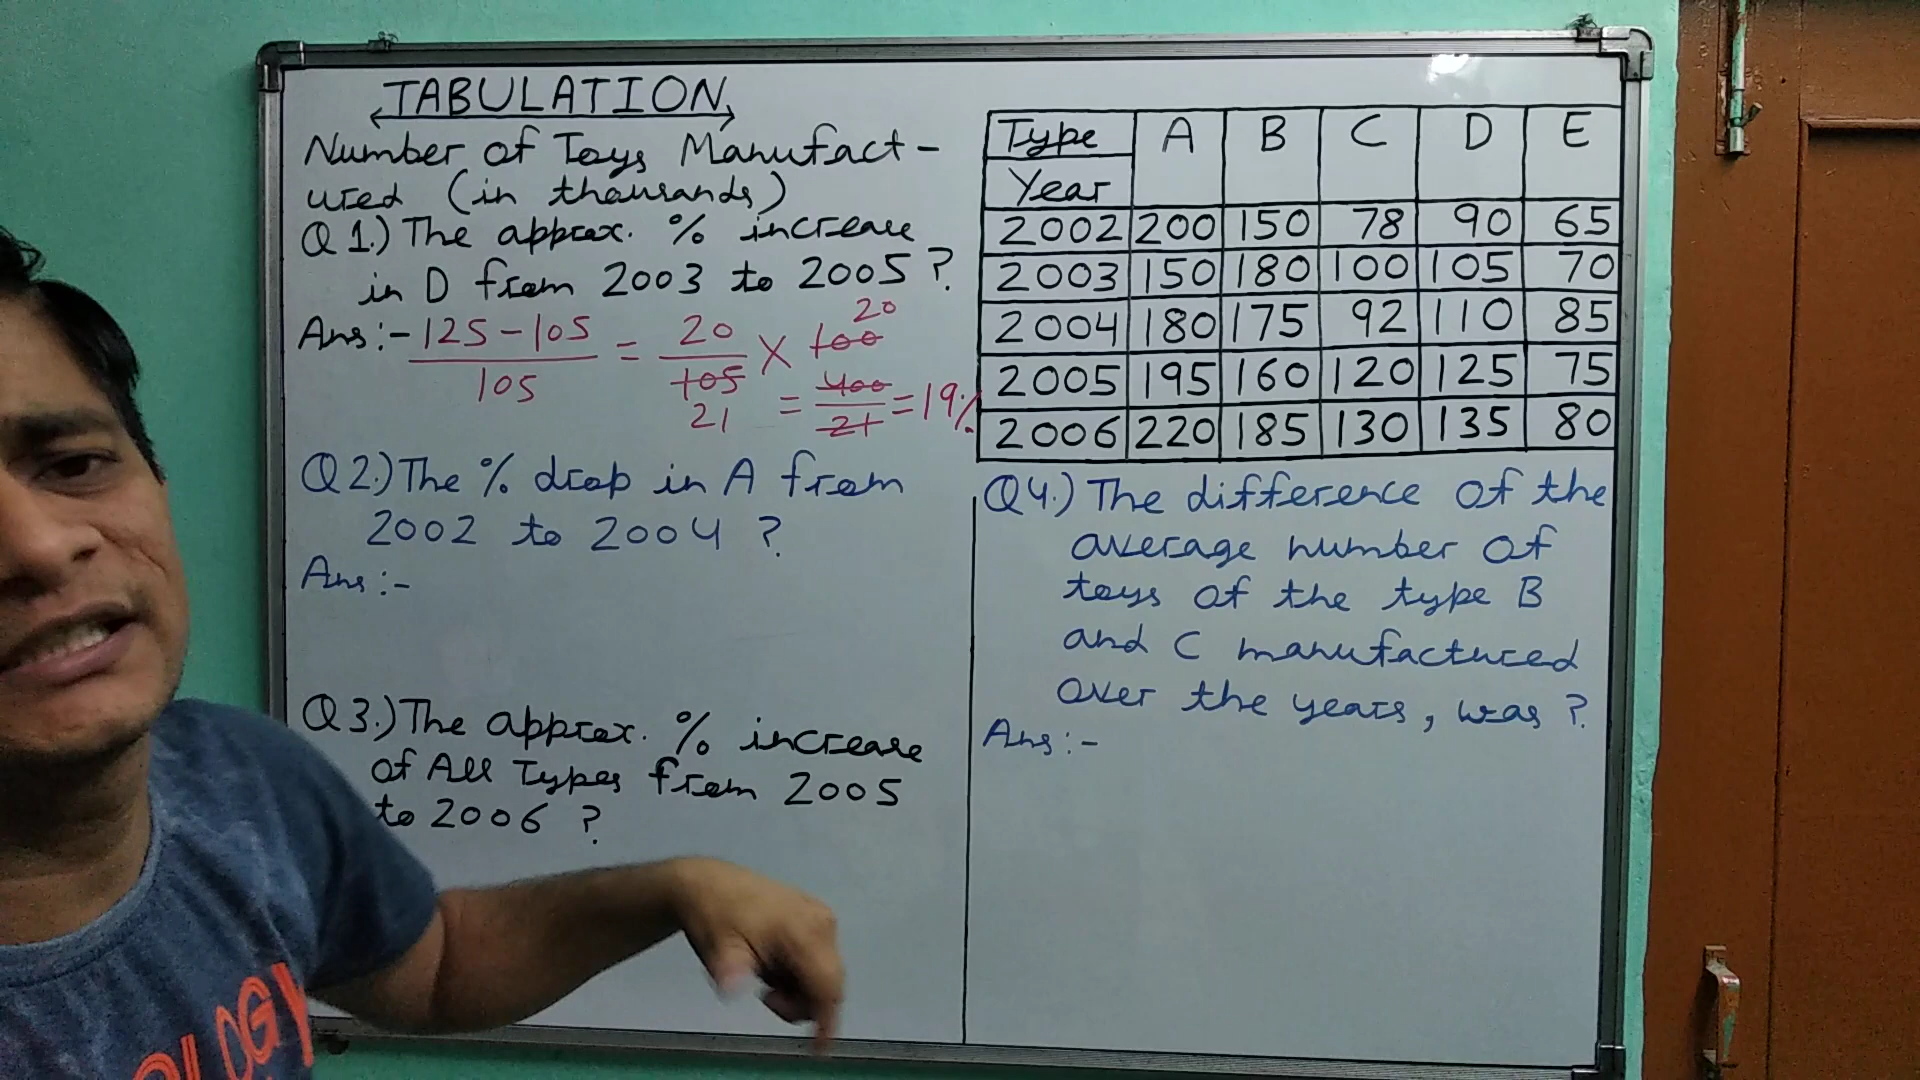 TABULATION
Number of Toys Manufact-
ured (in thousands)
Q1.) The approx. % increase
in D from 2003 to 2005 ?
Ans:- 125-105/105 = 20/105 21 × 100 20
= 400/21 = 19%
Q2.) The % drop in A from
2002 to 2004 ?
Ans:-
Q3.) The approx. % increase
of All Types from 2005
to 2006 ?
Type A B C D E
Year
2002 200 150 78 90 65
2003 150 180 100 105 70
2004 180 175 92 110 85
2005 195 160 120 125 75
2006 220 185 130 135 80
Q4.) The difference of the
average number of
toys of the type B
and C manufactured
over the years, was ?
Ans:-